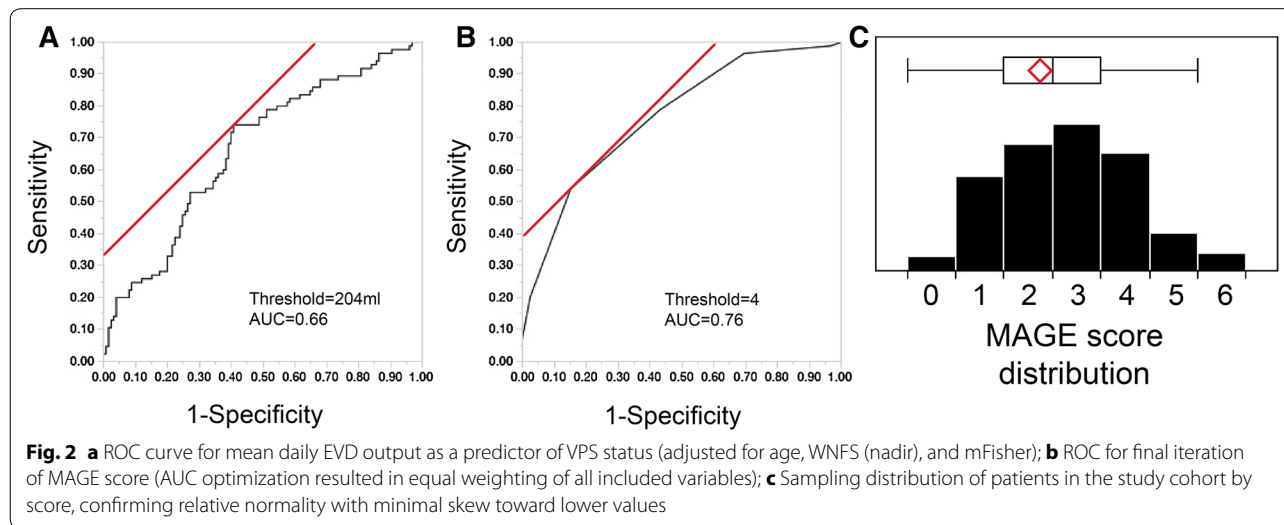 A
1.00
0.90
0.80
0.70
0.60
0.50
0.40
0.30
0.20
0.10
0.00
Sensitivity
Threshold=204ml
AUC=0.66
0.00 0.10 0.20 0.30 0.40 0.50 0.60 0.70 0.80 0.90 1.00
1-Specificity
B
1.00
0.90
0.80
0.70
0.60
0.50
0.40
0.30
0.20
0.10
0.00
Sensitivity
Threshold=4
AUC=0.76
0.00 0.10 0.20 0.30 0.40 0.50 0.60 0.70 0.80 0.90 1.00
1-Specificity
C
0 1 2 3 4 5 6
MAGE score
distribution
Fig. 2 a ROC curve for mean daily EVD output as a predictor of VPS status (adjusted for age, WNFS (nadir), and mFisher); b ROC for final iteration
of MAGE score (AUC optimization resulted in equal weighting of all included variables); c Sampling distribution of patients in the study cohort by
score, confirming relative normality with minimal skew toward lower values